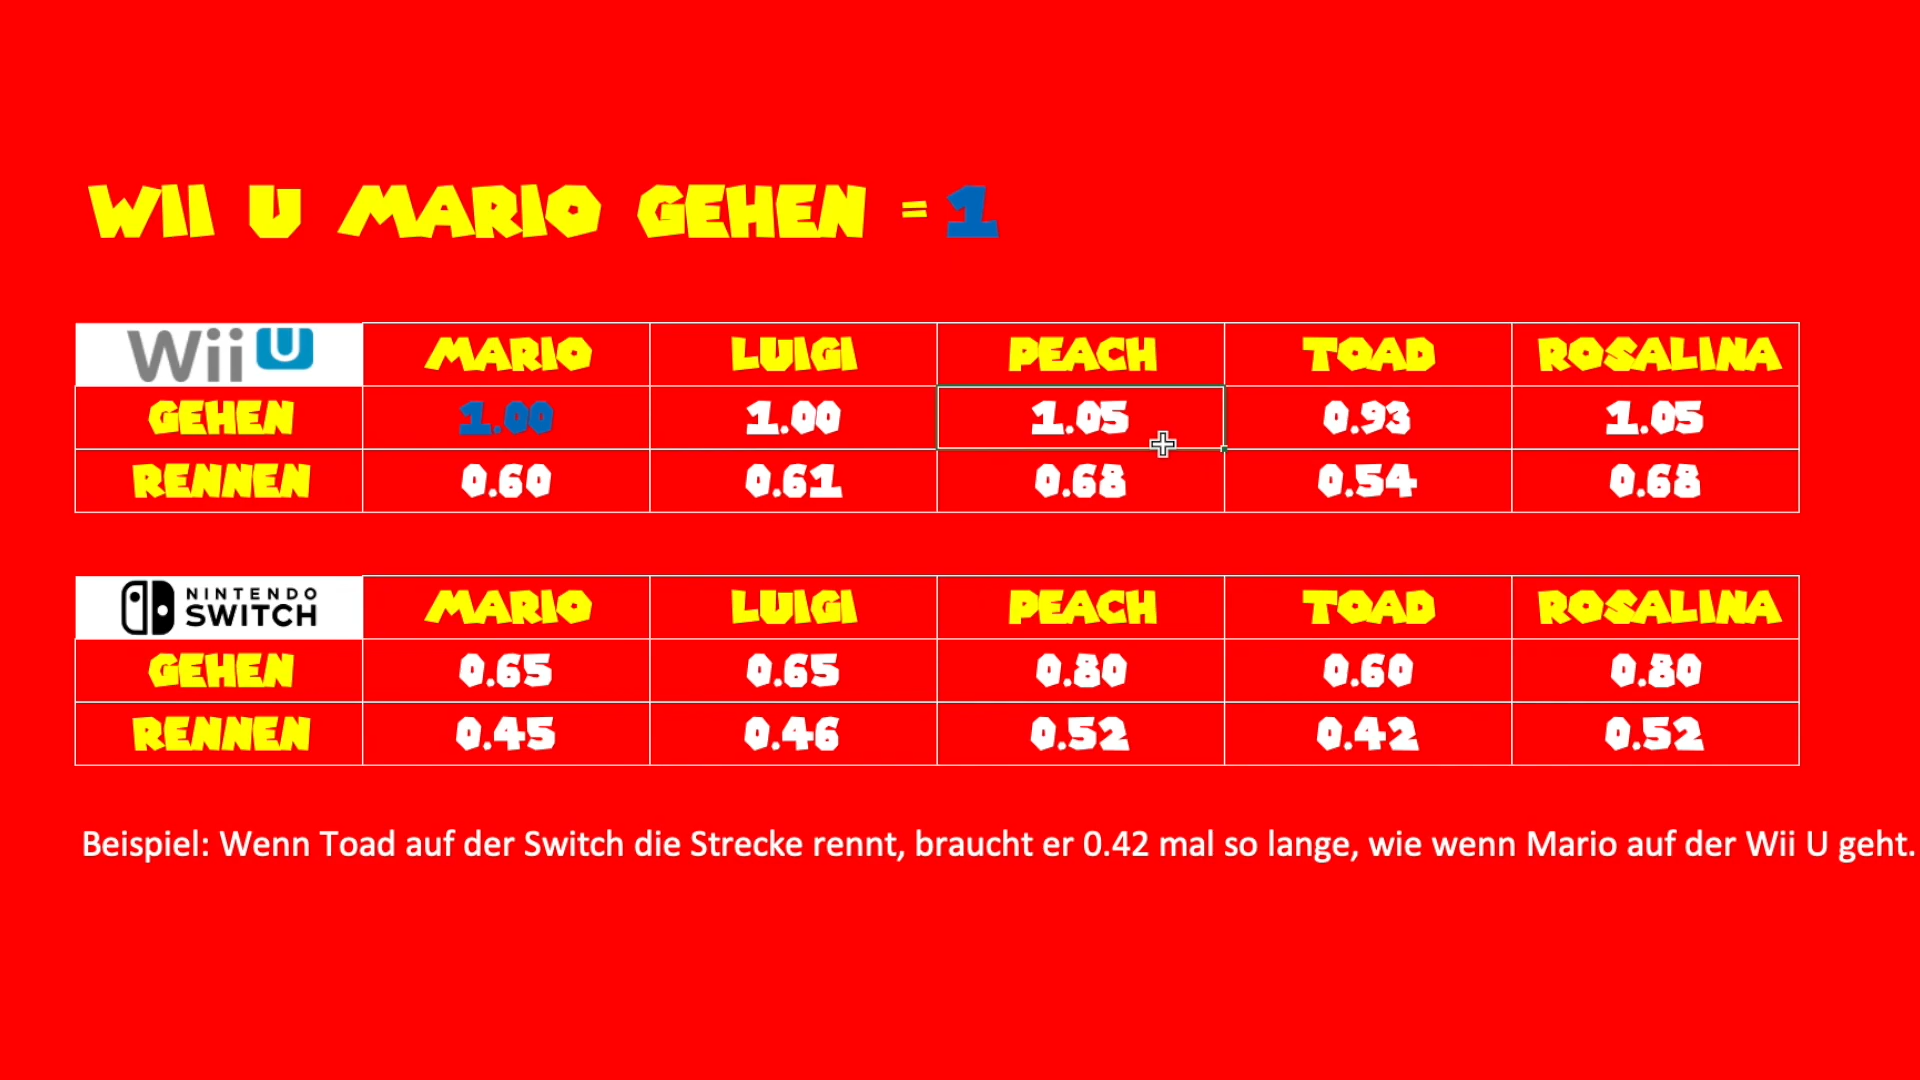 WII U MARIO GEHEN = 1
Wii U MARIO LUIGI PEACH TOAD ROSALINA
GEHEN 1.00 1.00 1.05 0.93 1.05
RENNEN 0.60 0.61 0.68 0.54 0.68
NINTENDO SWITCH MARIO LUIGI PEACH TOAD ROSALINA
GEHEN 0.65 0.65 0.80 0.60 0.80
RENNEN 0.45 0.46 0.52 0.42 0.52
Beispiel: Wenn Toad auf der Switch die Strecke rennt, braucht er 0.42 mal so lange, wie wenn Mario auf der Wii U geht.